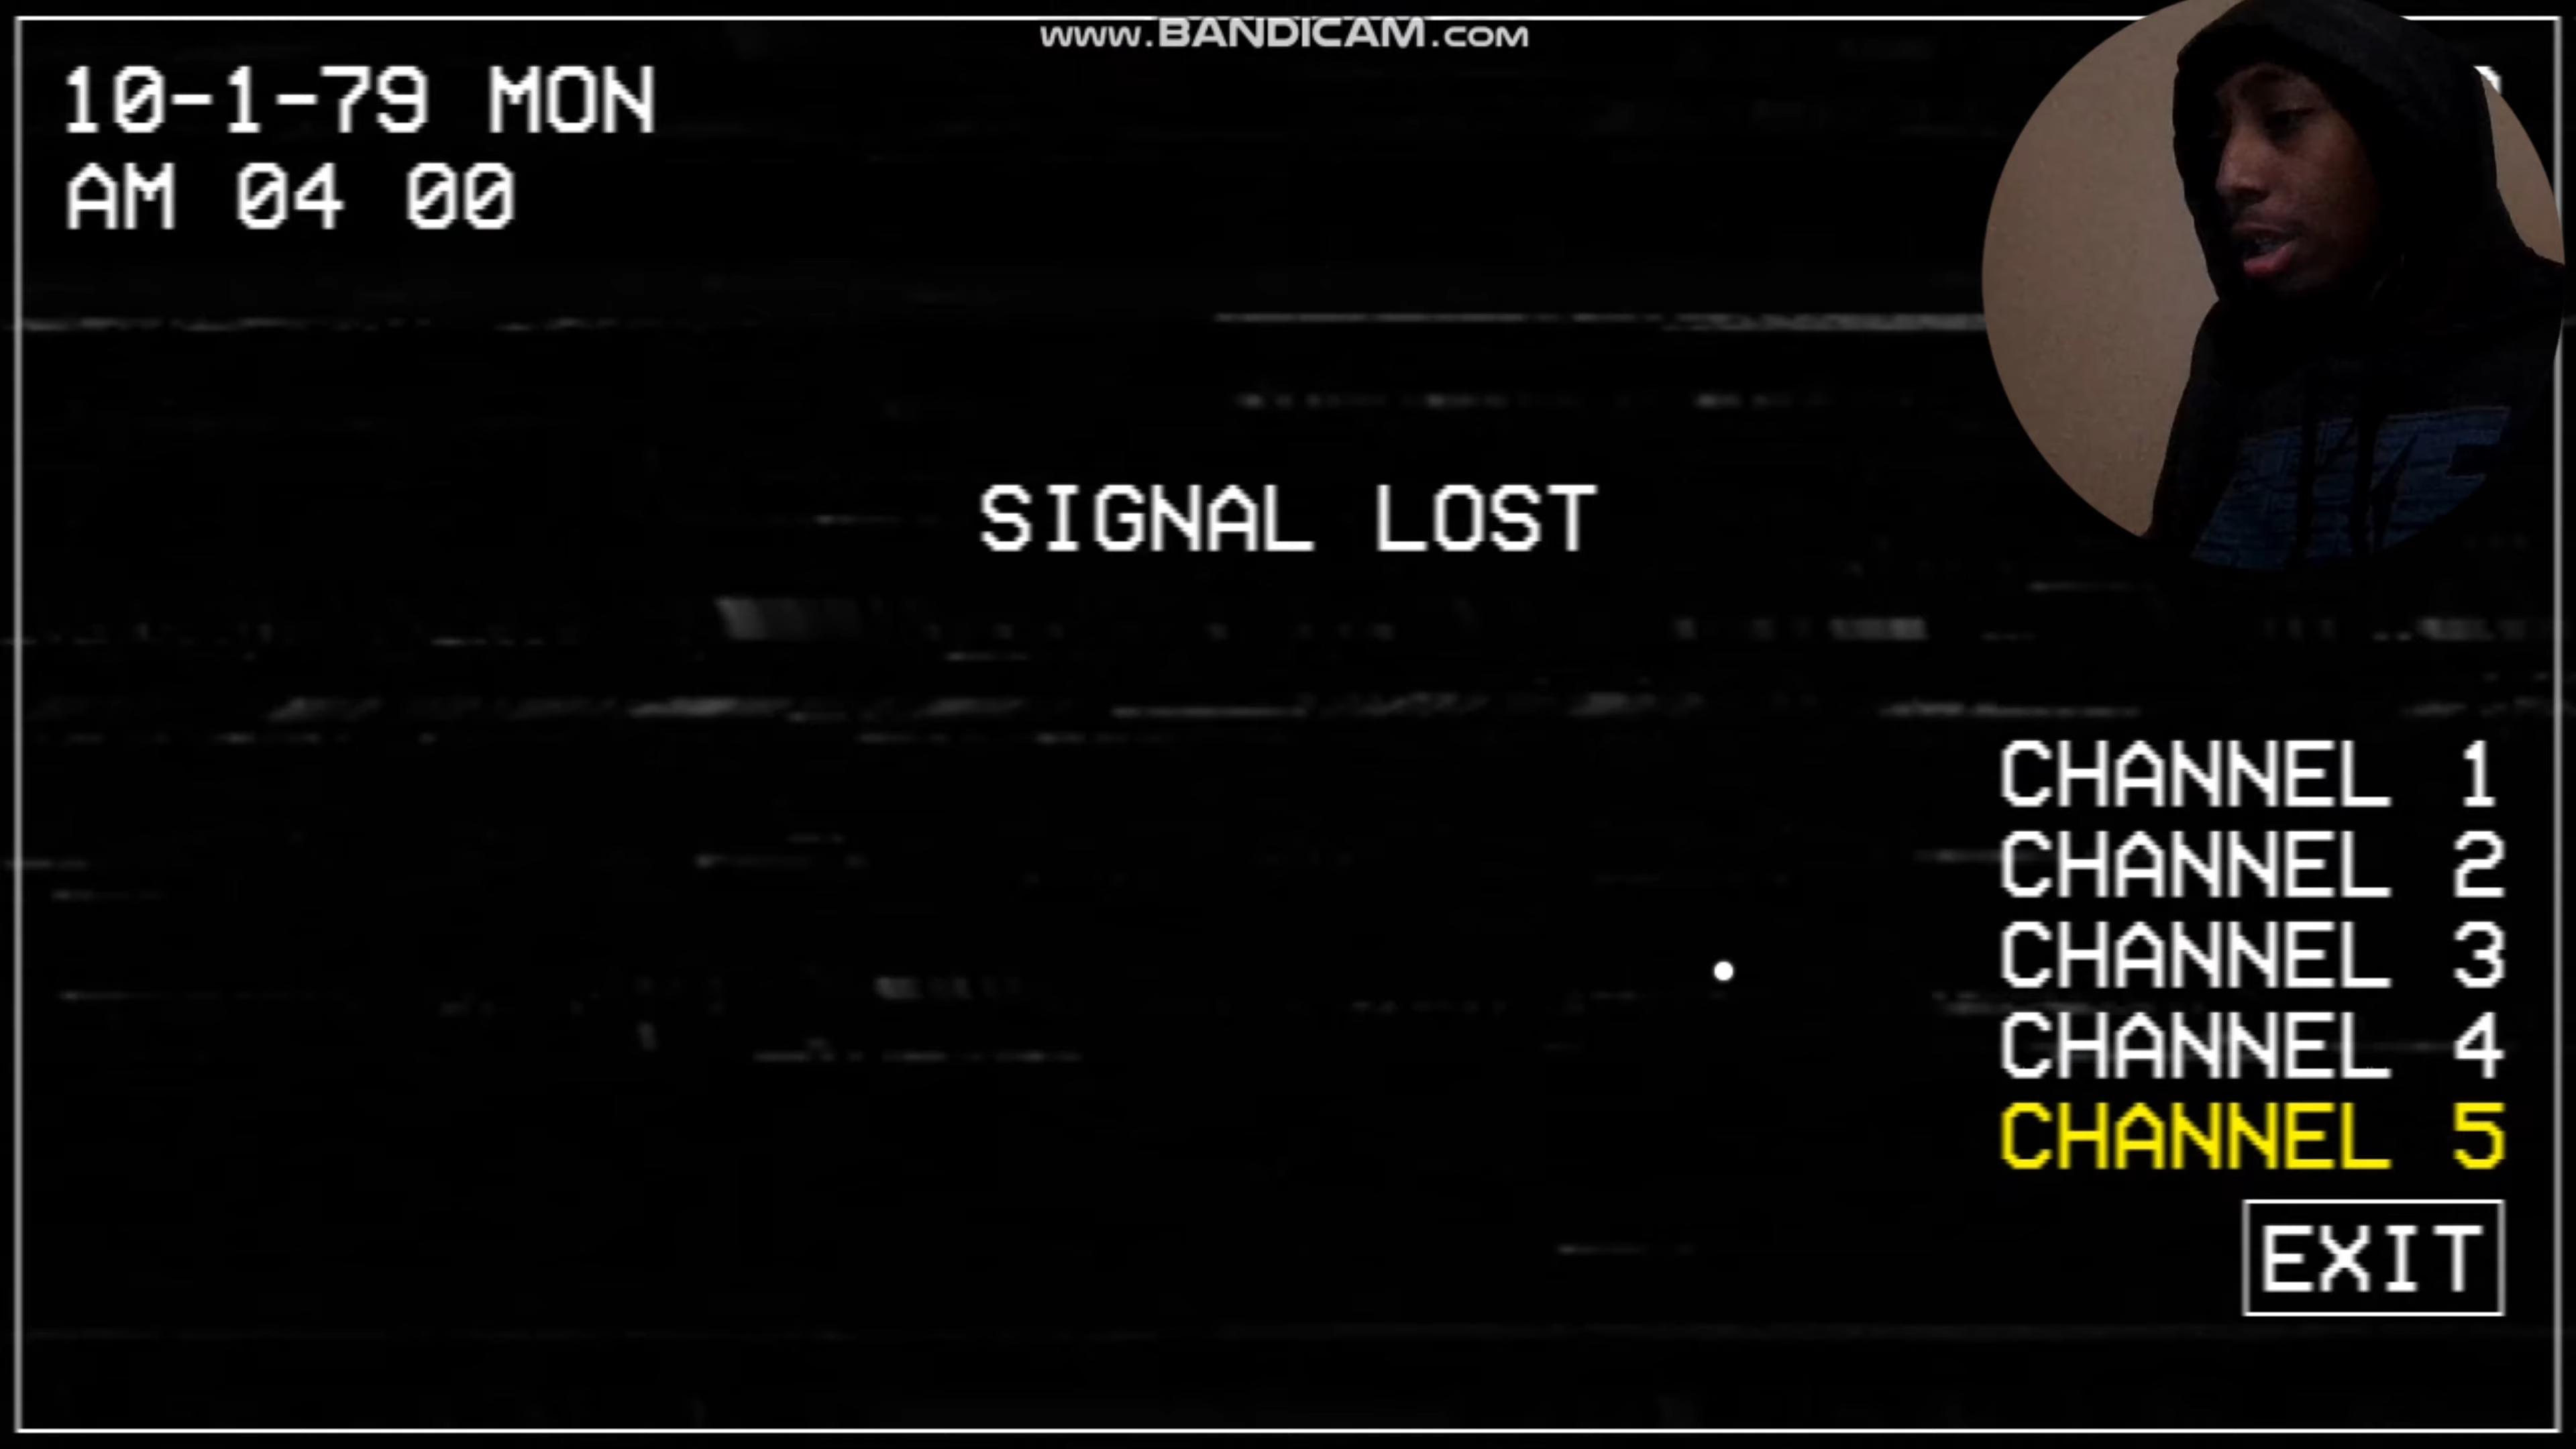 www.BANDICAM.com
10-1-79 MON
AM 04 00
SIGNAL LOST
CHANNEL 1
CHANNEL 2
CHANNEL 3
CHANNEL 4
CHANNEL 5
EXIT